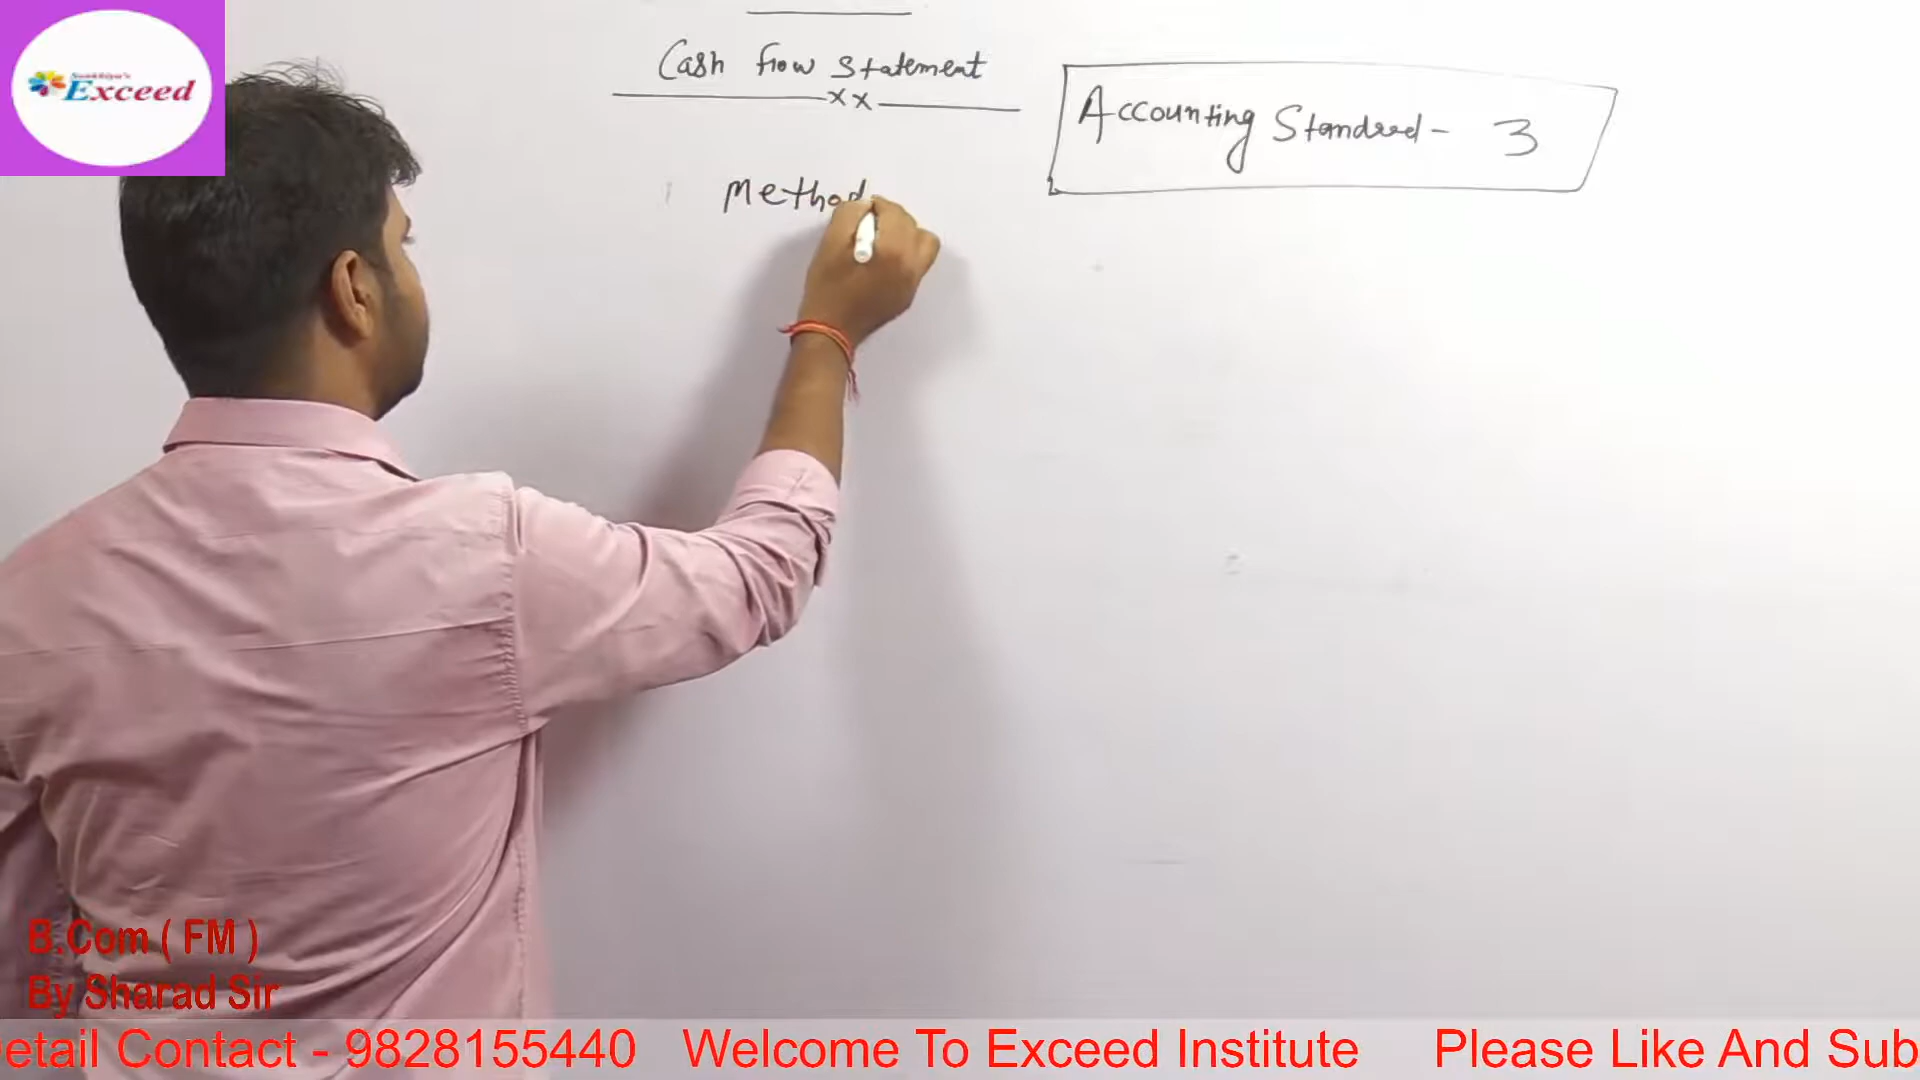 Exceed
Cash Flow Statement
xx
Accounting Standard - 3
Method
B.Com ( FM )
By Sharad Sir
etail Contact - 9828155440 Welcome To Exceed Institute Please Like And Sub